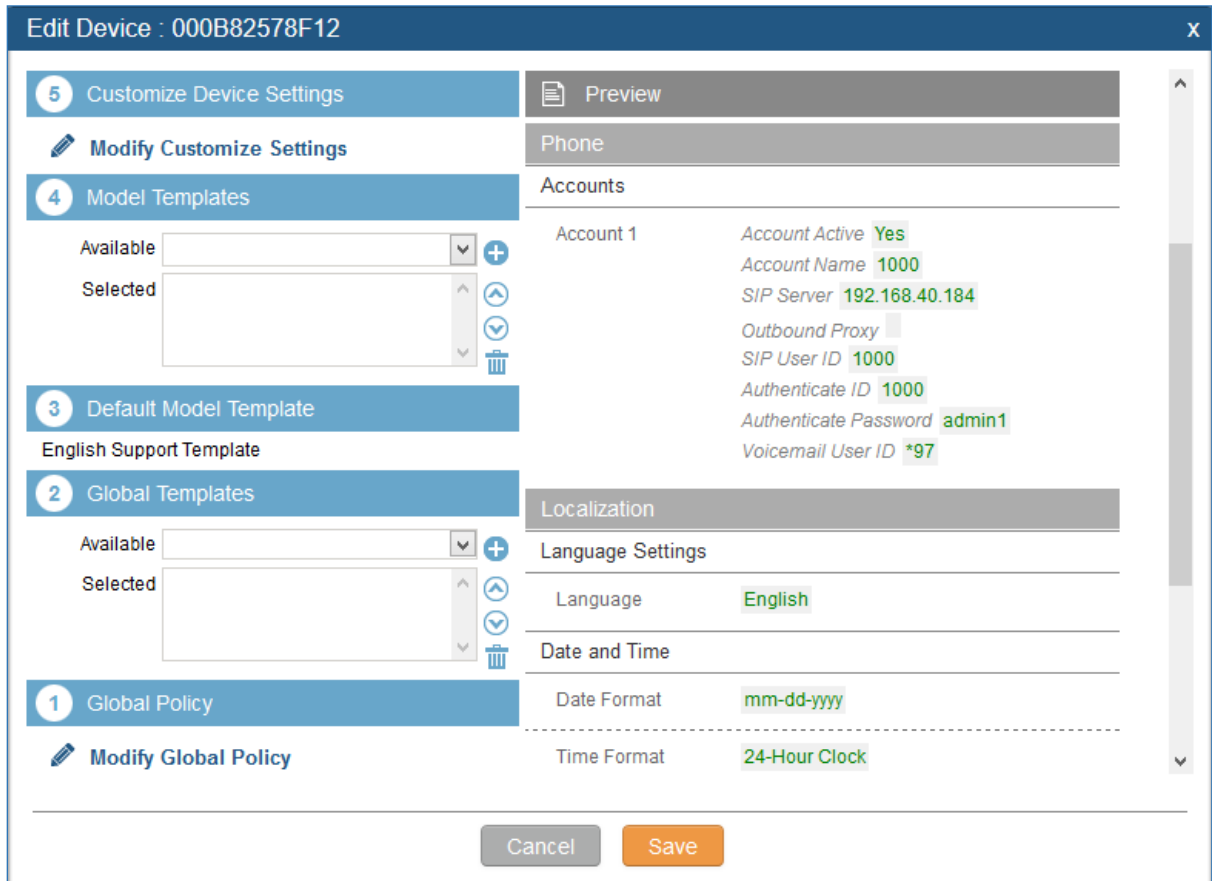 Edit Device : 000B82578F12
x
5 Customize Device Settings
Modify Customize Settings
4 Model Templates
Available
Selected
3 Default Model Template
English Support Template
2 Global Templates
Available
Selected
1 Global Policy
Modify Global Policy
Preview
Phone
Accounts
Account 1
Account Active Yes
Account Name 1000
SIP Server 192.168.40.184
Outbound Proxy
SIP User ID 1000
Authenticate ID 1000
Authenticate Password admin1
Voicemail User ID *97
Localization
Language Settings
Language English
Date and Time
Date Format mm-dd-yyyy
Time Format 24-Hour Clock
Cancel
Save